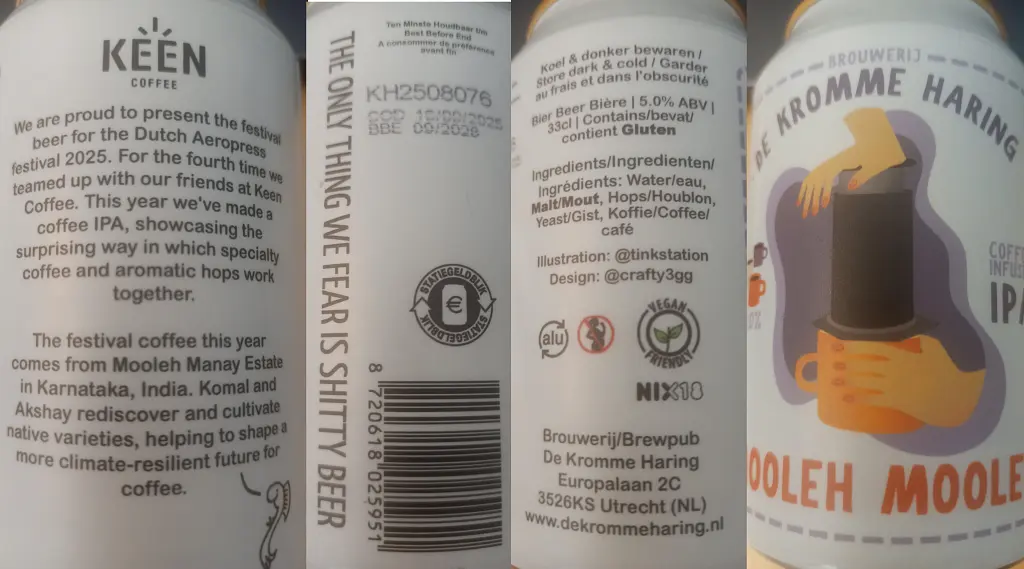 KEEN
COFFEE
We are proud to present the festival
beer for the Dutch Aeropress
festival 2025. For the fourth time we
teamed up with our friends at Keen
Coffee. This year we've made a
coffee IPA, showcasing the
surprising way in which specialty
coffee and aromatic hops work
together.
The festival coffee this year
comes from Mooleh Manay Estate
in Karnataka, India. Komal and
Akshay rediscover and cultivate
native varieties, helping to shape a
more climate-resilient future for
coffee.
THE ONLY THING WE FEAR IS SHITTY BEER
Ten Minste Houdbaar tm
Best Before End
A consommer de préférence
avant fin
KH2508076
COD 15/09/2025
BBE 09/2026
STATIEGELDBLIK
STATIEGELDBLIK
8 720618 025951
Koel & donker bewaren /
Store dark & cold / Garder
au frais et dans l'obscurité
Bier Beer Bière | 5.0% ABV |
33cl | Contains/bevat/
contient Gluten
Ingredients/Ingredienten/
Ingrédients: Water/eau,
Malt/Mout, Hops/Houblon,
Yeast/Gist, Koffie/Coffee/
café
Illustration: @tinkstation
Design: @crafty3gg
alu
VEGAN
FRIENDLY
NIX18
Brouwerij/Brewpub
De Kromme Haring
Europalaan 2C
3526KS Utrecht (NL)
www.dekrommeharing.nl
BROUWERIJ
DE KROMME HARING
COFFE
INFUS
IPA
OOLEH MOOLE